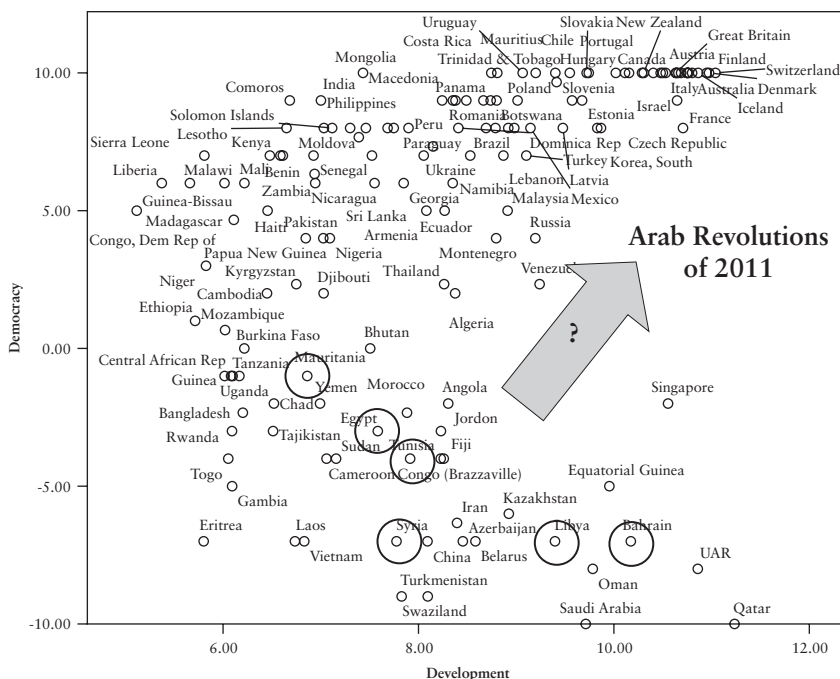 Uruguay Slovakia New Zealand
Costa Rica Mauritius Chile Portugal Great Britain
Mongolia Trinidad & Tobago Hungary Canada Austria Finland
10.00 Switzerland
Macedonia
Comoros India Panama Poland Slovenia Italy Australia Denmark
Philippines Israel Iceland
Solomon Islands Romania Botswana Estonia France
Lesotho Peru
Sierra Leone Kenya Moldova Paraguay Brazil Dominica Rep Czech Republic
Turkey Korea, South
Liberia Malawi Mali Benin Senegal Ukraine Lebanon Latvia
Zambia Nicaragua Namibia Malaysia Mexico
Guinea-Bissau Georgia
5.00
Madagascar Haiti Pakistan Sri Lanka Ecuador Russia
Congo, Dem Rep of Armenia
Papua New Guinea Nigeria Montenegro
Arab Revolutions
of 2011
Niger Kyrgyzstan Djibouti Thailand
Cambodia
Ethiopia Mozambique Algeria
Burkina Faso Bhutan
?
0.00
Central African Rep Tanzania Mauritania
Guinea Uganda Yemen Morocco Angola Singapore
Chad
Bangladesh Egypt Jordon
Rwanda Tajikistan Sudan Tunisia Fiji
Togo Cameroon Congo (Brazzaville) Equatorial Guinea
-5.00
Gambia
Kazakhstan
Iran
Eritrea Laos Syria Azerbaijan Libya Bahrain
Vietnam China Belarus UAR
Turkmenistan Oman
Swaziland Saudi Arabia Qatar
-10.00
6.00 8.00 10.00 12.00
Development
Democracy